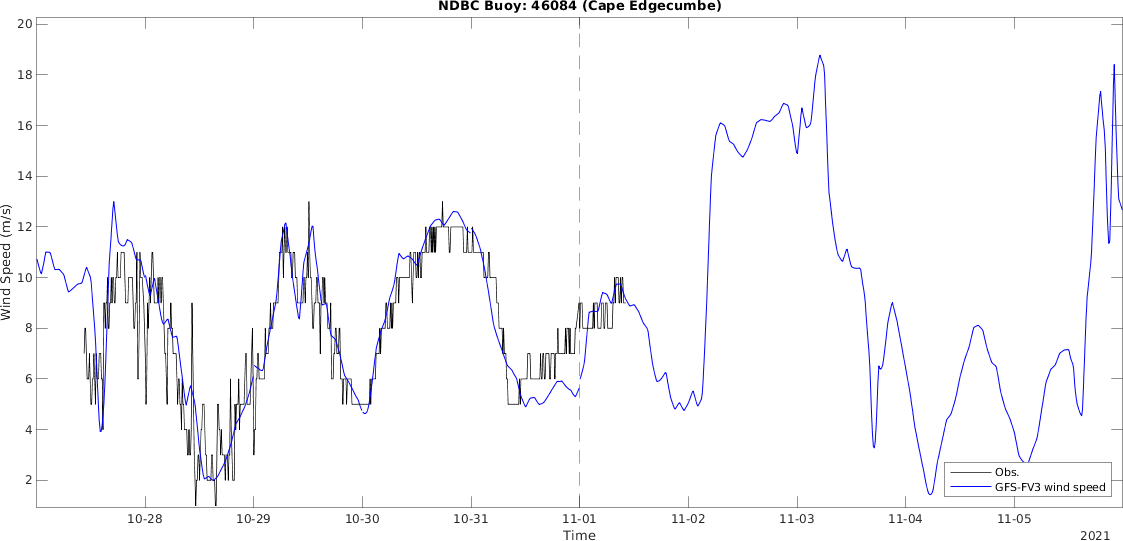 NDBC Buoy: 46084 (Cape Edgecumbe)
20
18
16
14
12
10
8
6
4
2
Wind Speed (m/s)
Obs.
GFS-FV3 wind speed
10-28 10-29 10-30 10-31 11-01 11-02 11-03 11-04 11-05
Time
2021